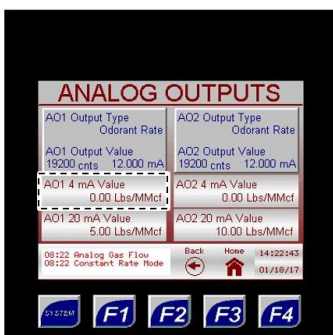 ANALOG OUTPUTS
AO1 Output Type
Odorant Rate
AO1 Output Value
19200 cnts 12.000 mA
AO2 Output Type
Odorant Rate
AO2 Output Value
19200 cnts 12.000 mA
AO1 4 mA Value
0.00 Lbs/MMcf
AO2 4 mA Value
0.00 Lbs/MMcf
AO1 20 mA Value
5.00 Lbs/MMcf
AO2 20 mA Value
10.00 Lbs/MMcf
08:22 Analog Gas Flow
08:22 Constant Rate Mode
Back
Home
14:22:43
01/18/17
SYSTEM
F1
F2
F3
F4